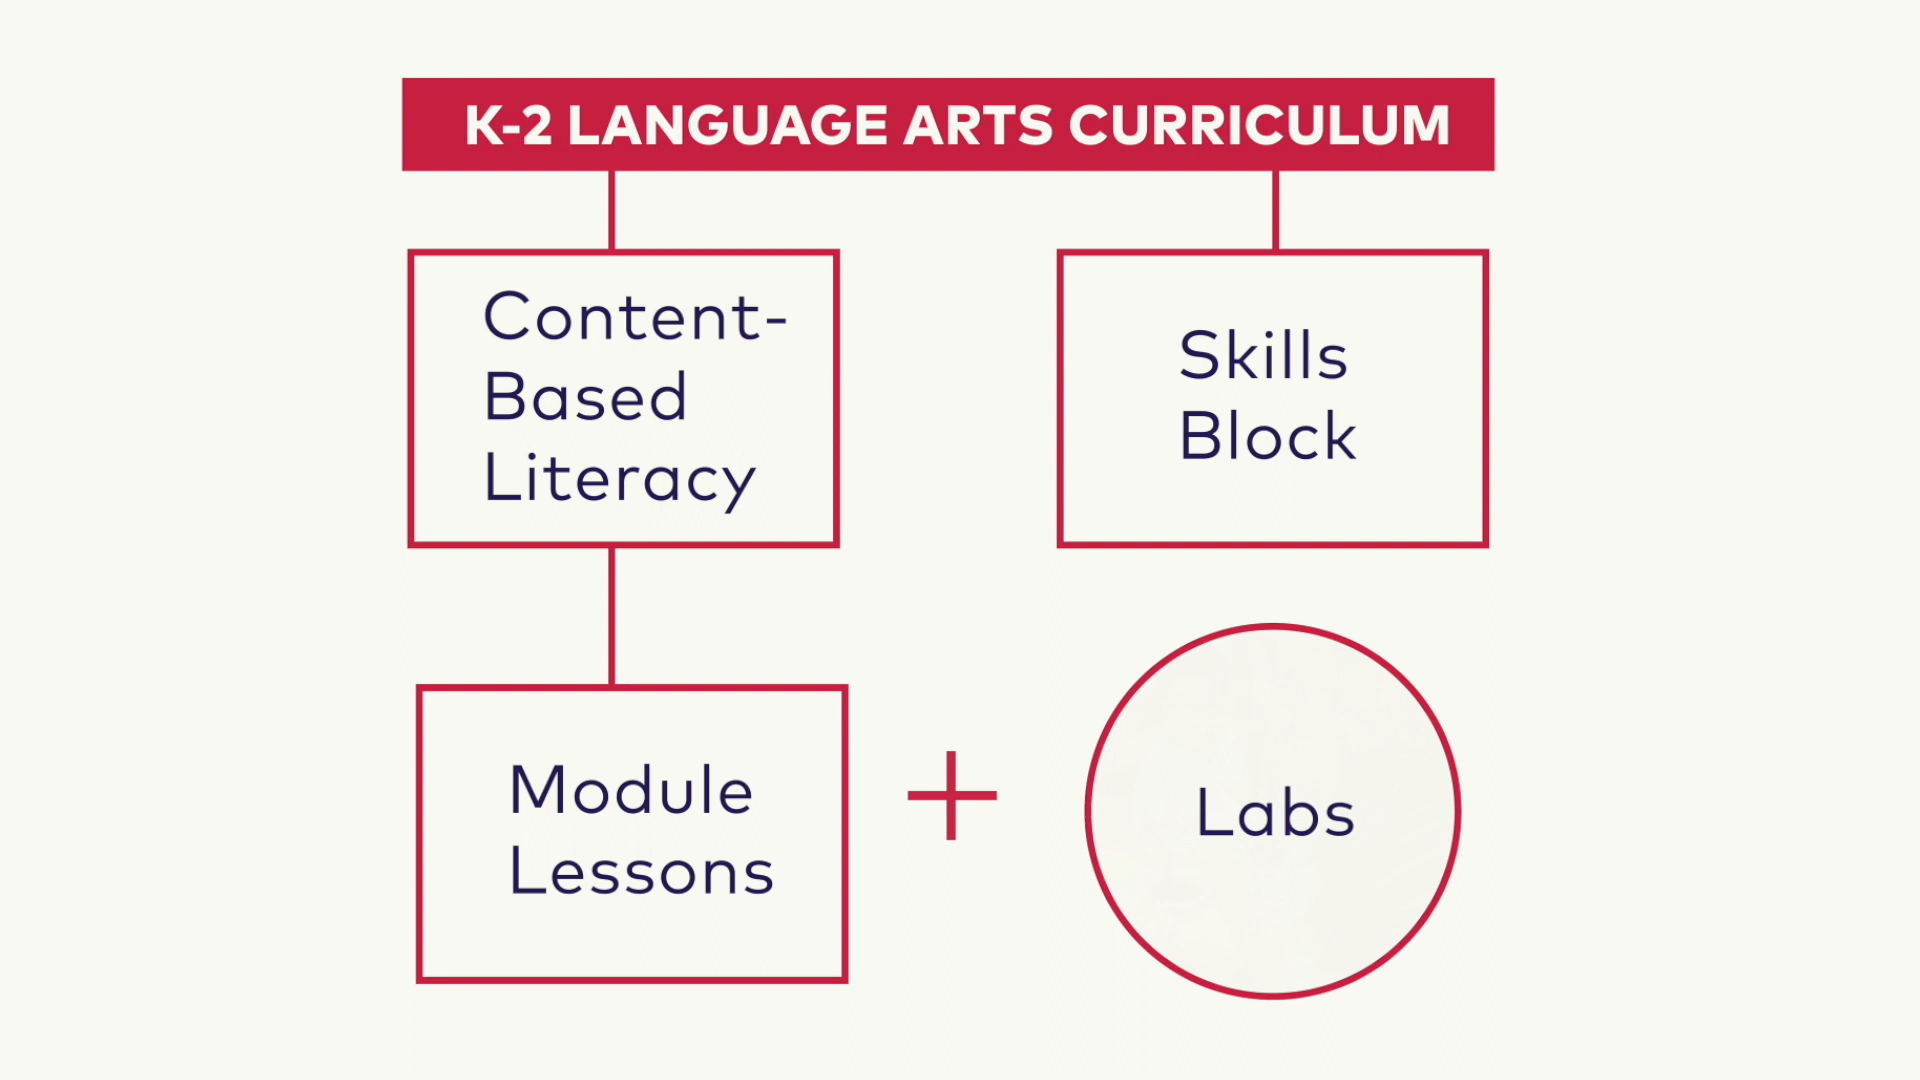 K-2 LANGUAGE ARTS CURRICULUM
Content-
Based
Literacy
Skills
Block
Module
Lessons
+
Labs